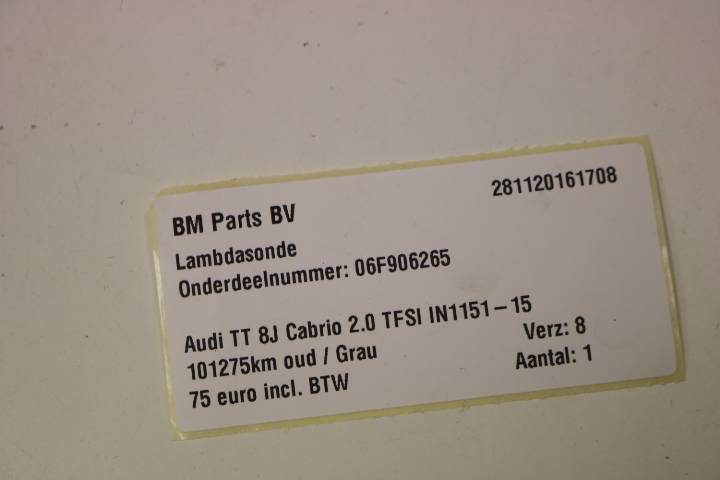 BM Parts BV 281120161708
Lambdasonde
Onderdeelnummer: 06F906265
Audi TT 8J Cabrio 2.0 TFSI IN1151-15
101275km oud / Grau Verz: 8
75 euro incl. BTW Aantal: 1